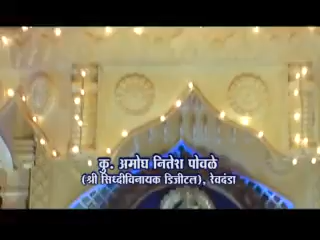 कु. अमोघ नितेश पोवळे
(श्री सिध्दीविनायक डिजीटल), रेवदंडा